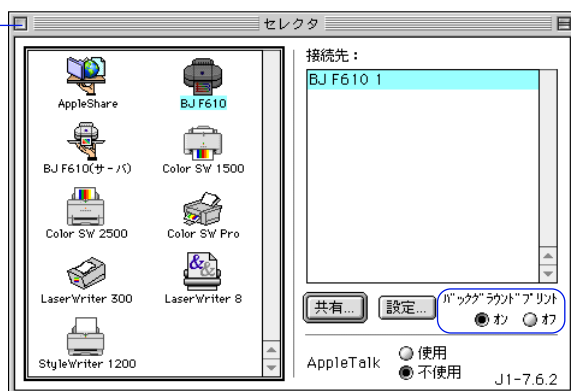 セレクタ
AppleShare
BJ F610
BJ F610(サーバ)
Color SW 1500
Color SW 2500
Color SW Pro
LaserWriter 300
LaserWriter 8
StyleWriter 1200
接続先：
BJ F610 1
共有...
設定...
ﾊﾞｯｸｸﾞﾗｳﾝﾄﾞﾌﾟﾘﾝﾄ
ｵﾝ ｵﾌ
AppleTalk
使用
不使用
J1-7.6.2